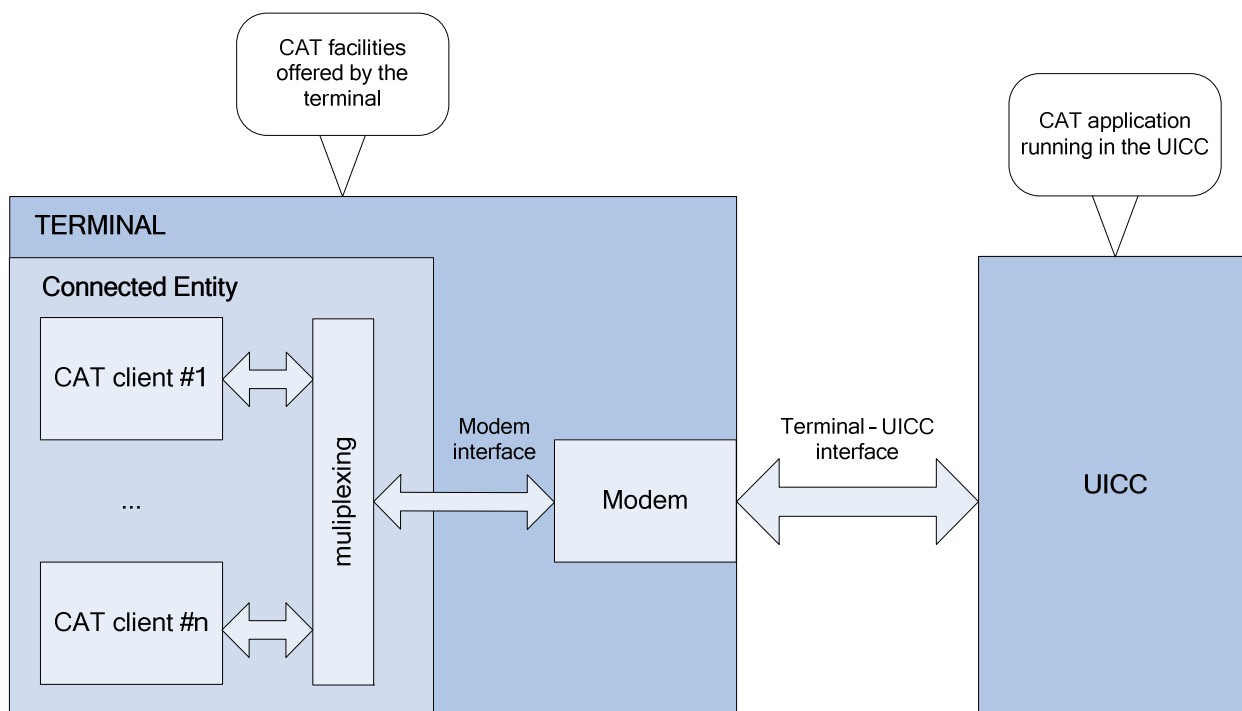 CAT facilities
offered by the
terminal
CAT application
running in the UICC
TERMINAL
Connected Entity
CAT client #1
muliplexing
Modem
interface
Terminal - UICC
interface
Modem
UICC
...
CAT client #n